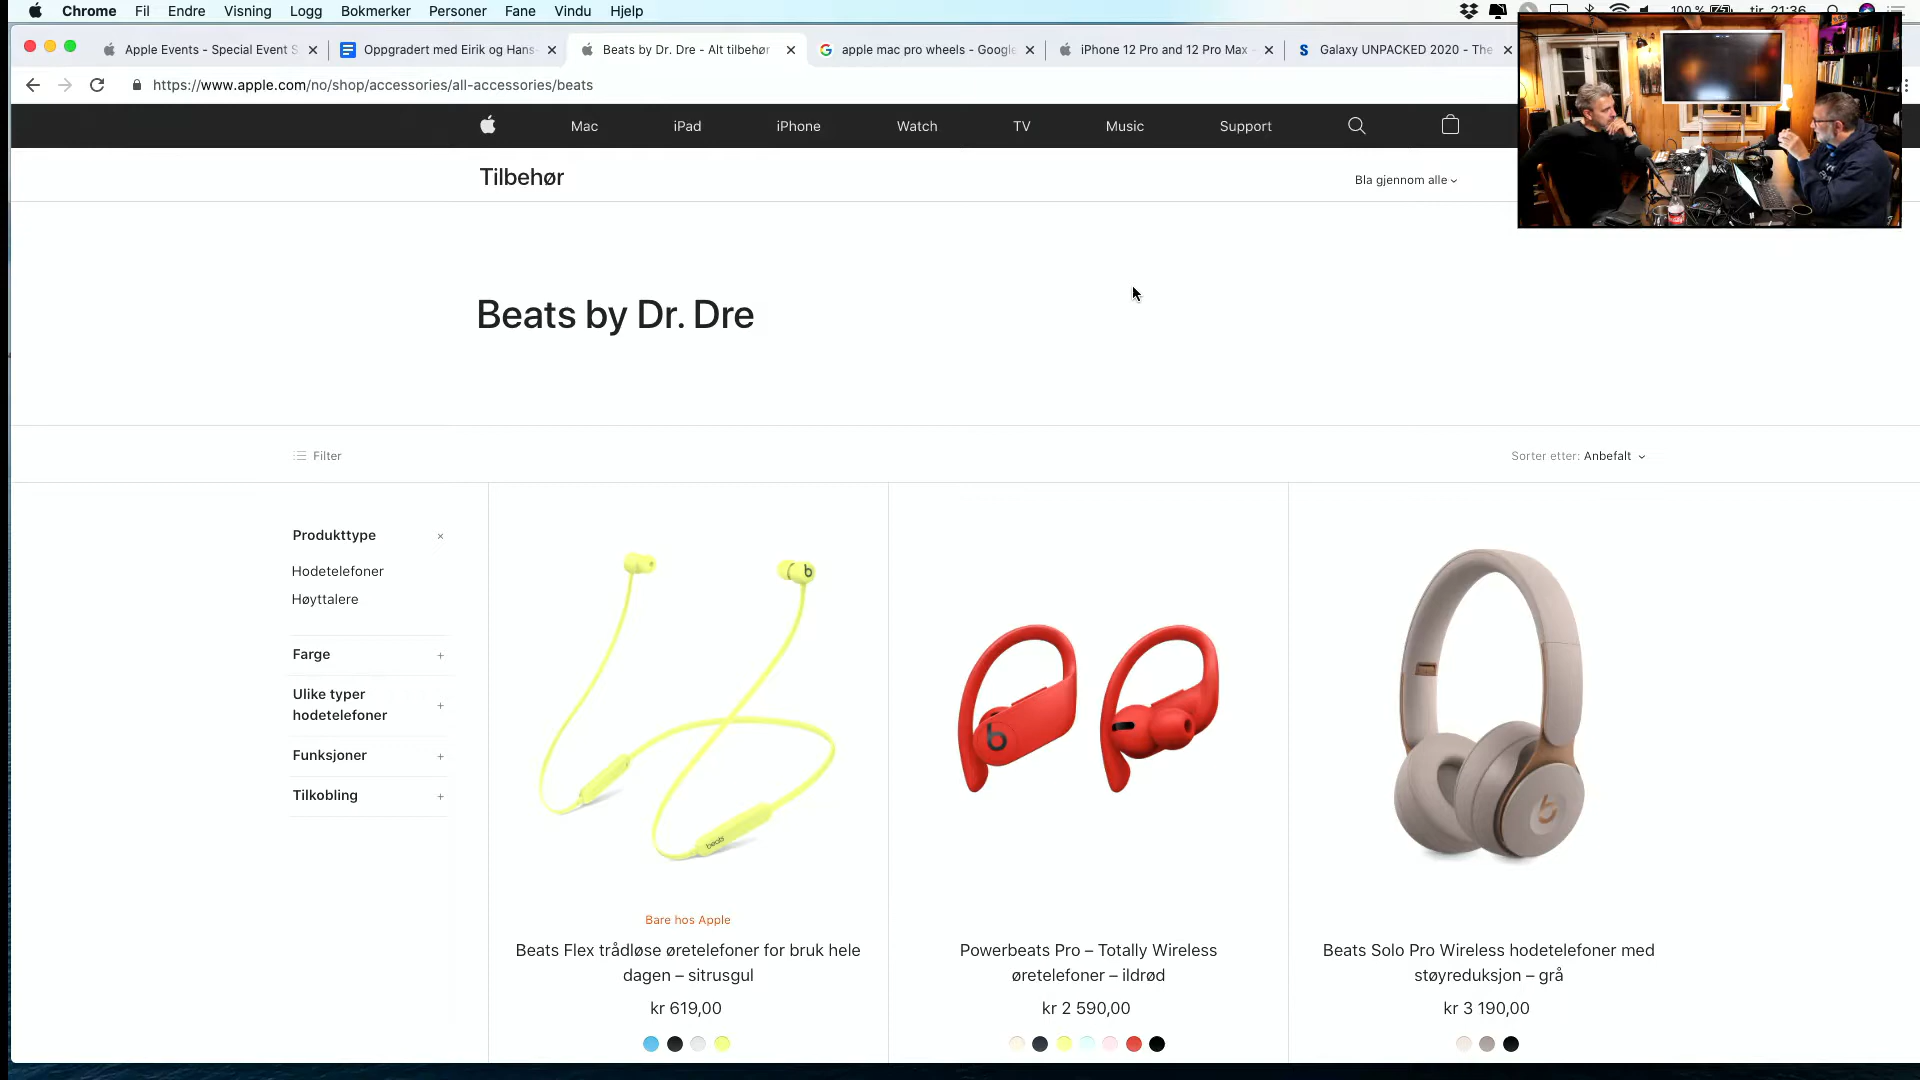 Chrome Fil Endre Visning Logg Bokmerker Personer Fane Vindu Hjelp 100 % tir. 21:36
Apple Events - Special Event S Oppgradert med Eirik og Hans- Beats by Dr. Dre - Alt tilbehør apple mac pro wheels - Google iPhone 12 Pro and 12 Pro Max - Galaxy UNPACKED 2020 - The
https://www.apple.com/no/shop/accessories/all-accessories/beats
Mac iPad iPhone Watch TV Music Support
Tilbehør Bla gjennom alle
Beats by Dr. Dre
Filter Sorter etter: Anbefalt
Produkttype
Hodetelefoner
Høyttalere
Farge
Ulike typer
hodetelefoner
Funksjoner
Tilkobling
beats
Bare hos Apple
Beats Flex trådløse øretelefoner for bruk hele
dagen – sitrusgul
kr 619,00
Powerbeats Pro – Totally Wireless
øretelefoner – ildrød
kr 2 590,00
Beats Solo Pro Wireless hodetelefoner med
støyreduksjon – grå
kr 3 190,00